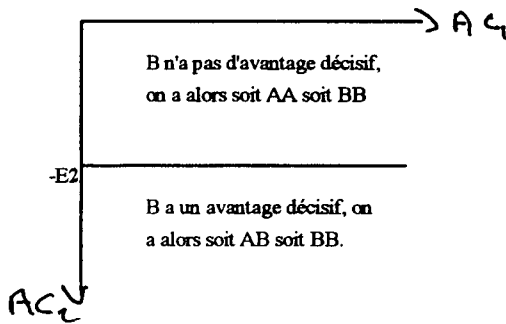 AC₁
B n'a pas d'avantage décisif,
on a alors soit AA soit BB
-E2
B a un avantage décisif, on
a alors soit AB soit BB.
AC₂